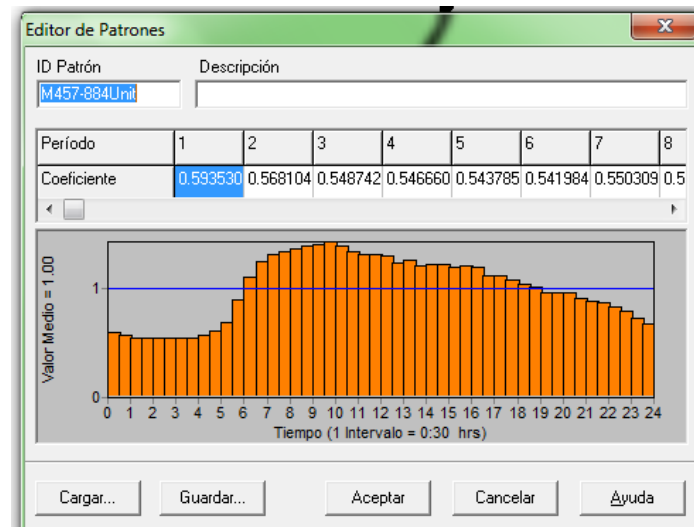 Editor de Patrones
ID Patrón Descripción
M457-884Unit
Período 1 2 3 4 5 6 7 8
Coeficiente 0.593530 0.568104 0.548742 0.546660 0.543785 0.541984 0.550309 0.5
Valor Medio = 1.00
1
0
0 1 2 3 4 5 6 7 8 9 10 11 12 13 14 15 16 17 18 19 20 21 22 23 24
Tiempo (1 Intervalo = 0:30 hrs)
Cargar... Guardar... Aceptar Cancelar Ayuda